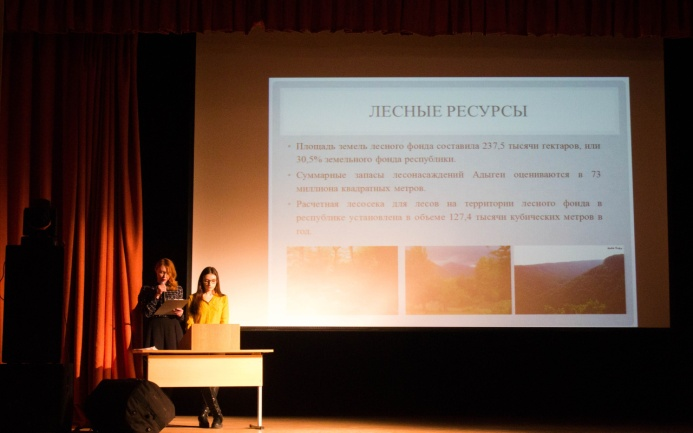 ЛЕСНЫЕ РЕСУРСЫ
• Площадь земель лесного фонда составила 237,5 тысячи гектаров, или
30,5% земельного фонда республики.
• Суммарные запасы лесонасаждений Адыгеи оцениваются в 73
миллиона квадратных метров.
• Расчетная лесосека для лесов на территории лесного фонда в
республике установлена в объеме 127,4 тысячи кубических метров в
год.